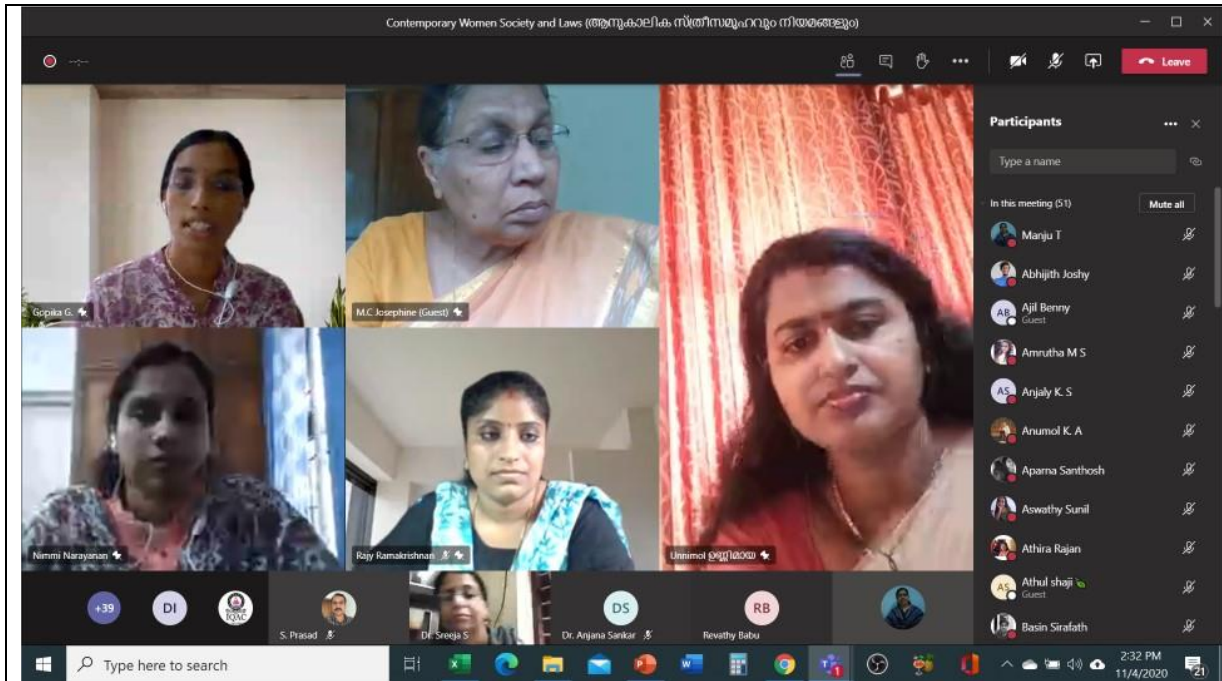 Contemporary Women Society and Laws (ആനുകാലിക സ്ത്രീസമൂഹവും നിയമങ്ങളും)
--:--
Leave
Gopika G.
M.C Josephine (Guest)
Nimmi Narayanan
Rajy Ramakrishnan
Unnimol ഉണ്ണിമായ
+39
DI
IQAC
S. Prasad
Dr. Sreeja S
DS
Dr. Anjana Sankar
RB
Revathy Babu
Participants
Type a name
In this meeting (51)
Mute all
Manju T
Abhijith Joshy
AB
Ajil Benny
Guest
Amrutha M S
AS
Anjaly K. S
Anumol K. A
Aparna Santhosh
Aswathy Sunil
Athira Rajan
AS
Athul shaji
Guest
Basin Sirafath
Type here to search
2:32 PM
11/4/2020
21